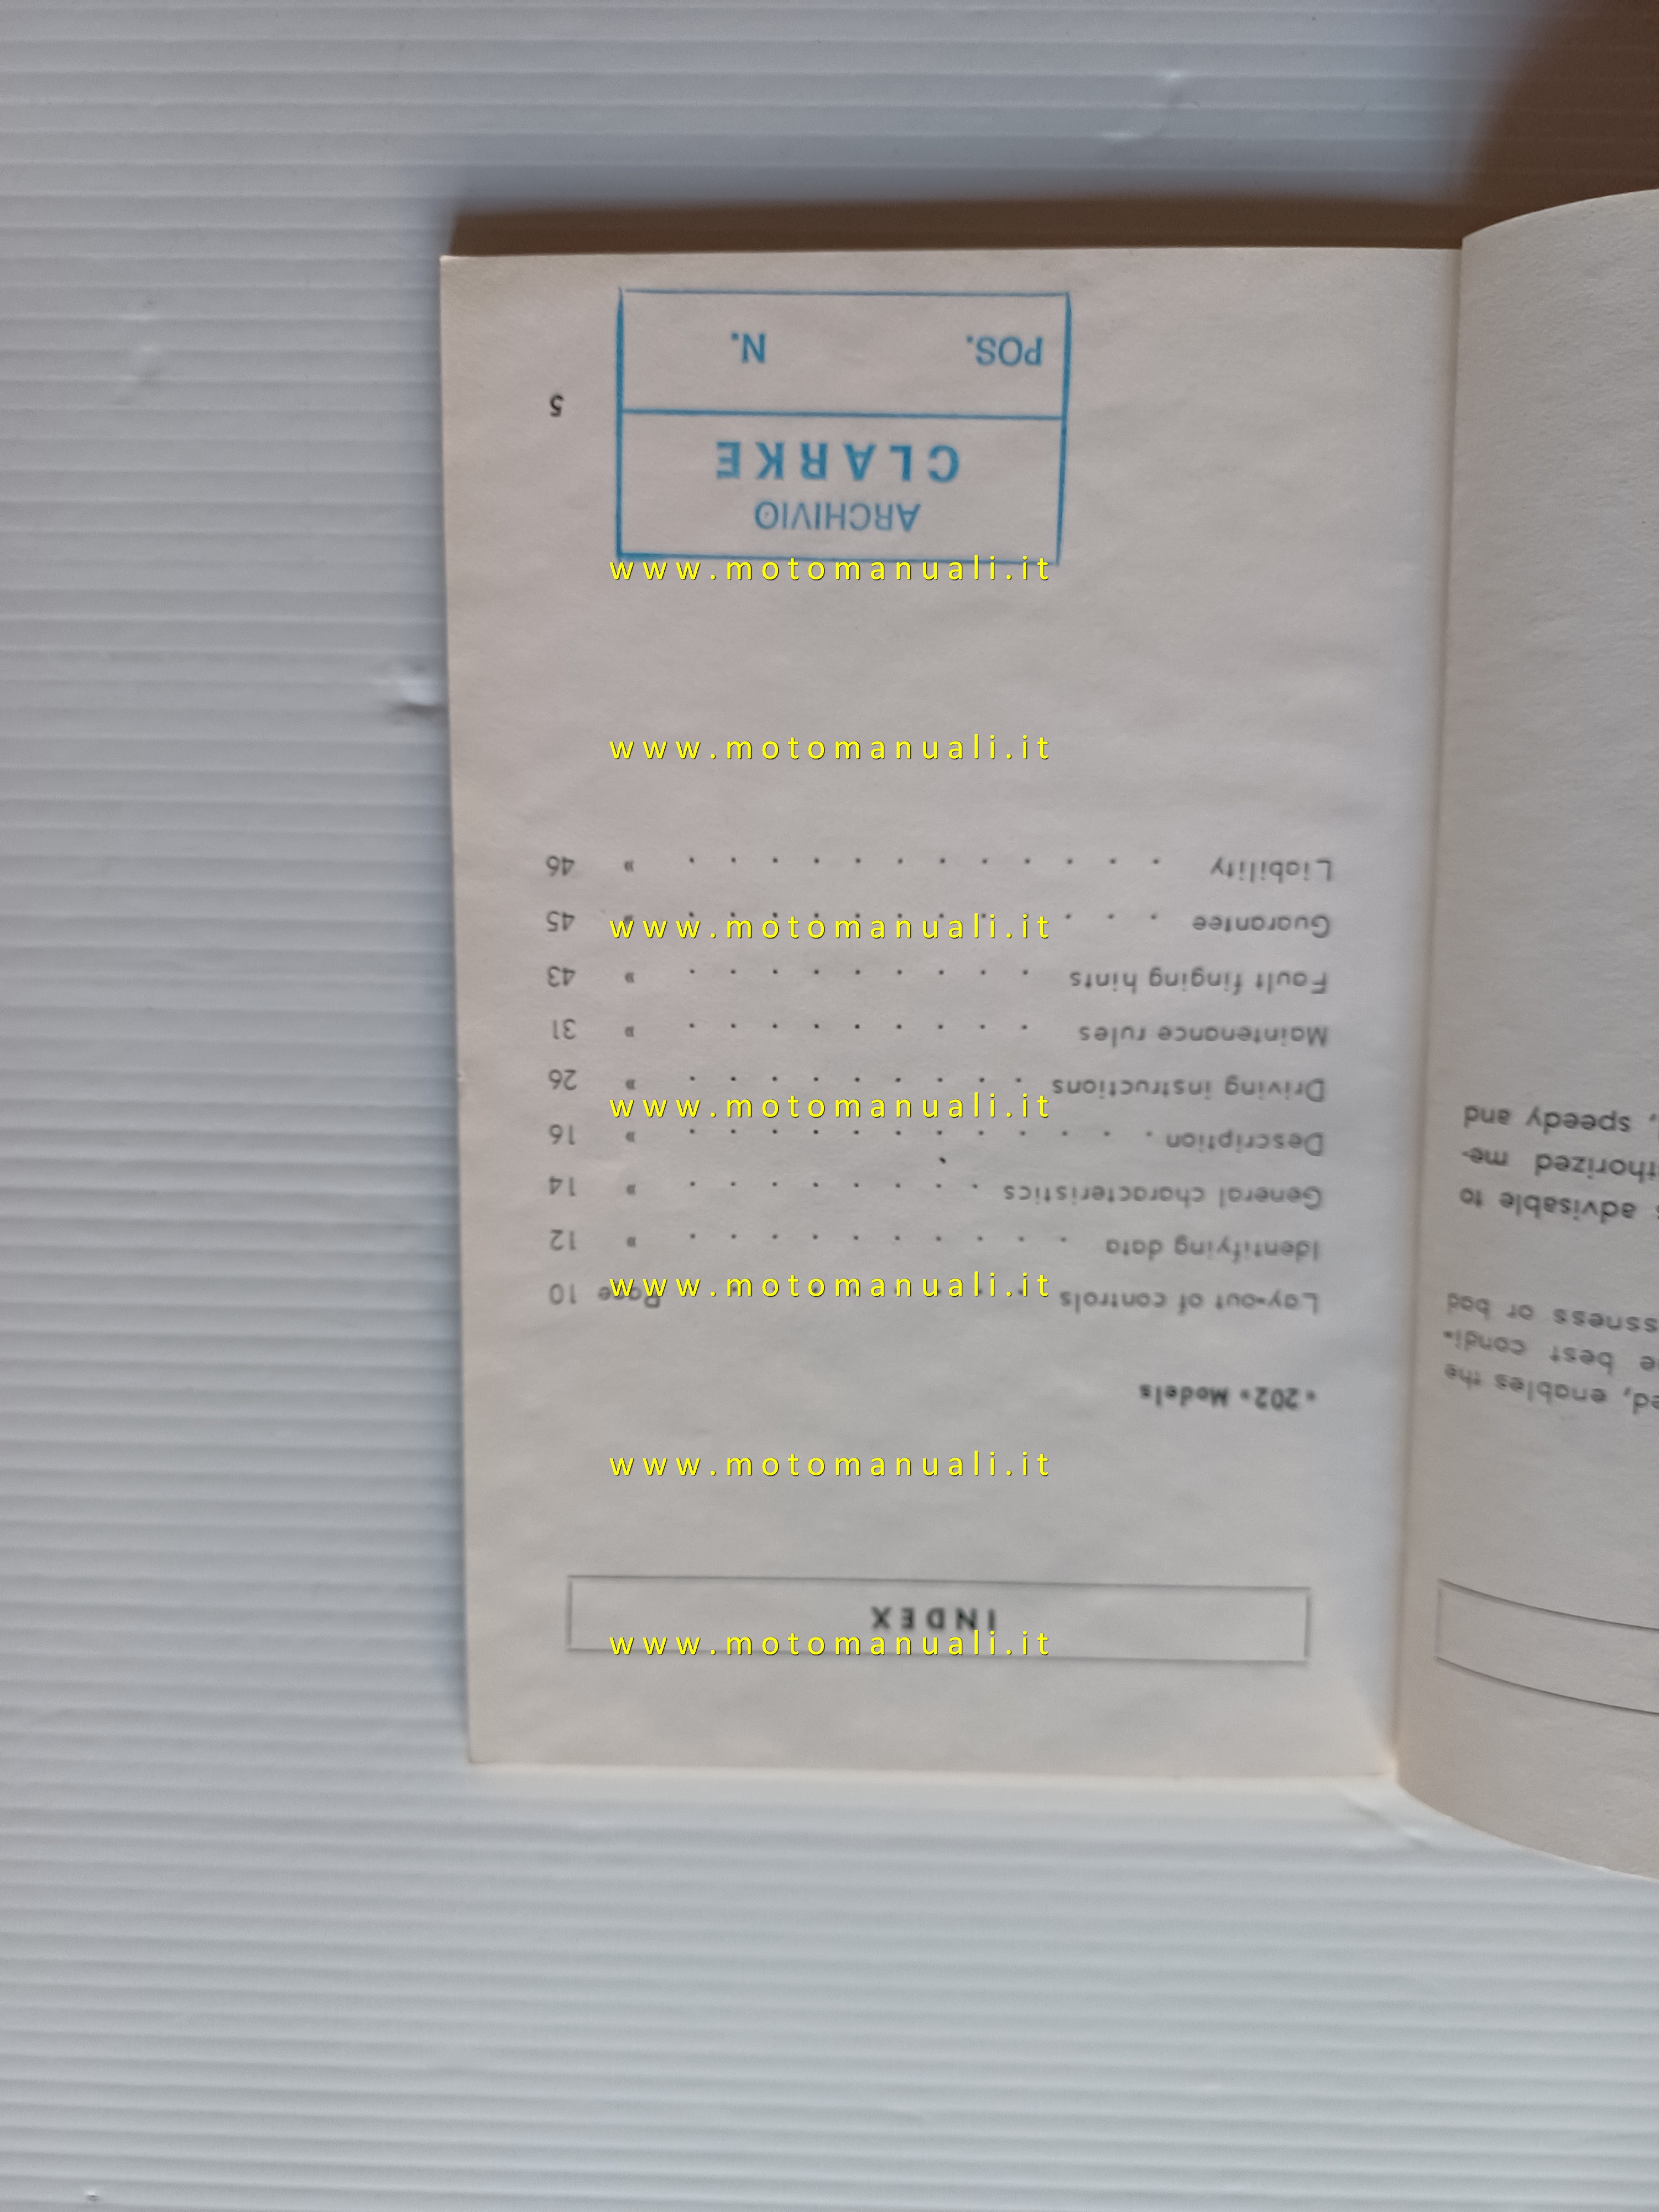 INDEX
« 202 » Models
Lay-out of controls . . . . . . . . . Page 10
Identifying data . . . . . . . . . . » 12
General characteristics . . . . . . . . » 14
Description . . . . . . . . . . . . » 16
Driving instructions . . . . . . . . . » 26
Maintenance rules . . . . . . . . . » 31
Fault finging hints . . . . . . . . . » 43
Guarantee . . . . . . . . . . . . » 45
Liability . . . . . . . . . . . . » 46
ARCHIVIO
CLARKE
POS. N.
5
enables the
best condi-
or bad
advisable to
me-
, speedy and
www.motomanuali.it
www.motomanuali.it
www.motomanuali.it
www.motomanuali.it
www.motomanuali.it
www.motomanuali.it
www.motomanuali.it